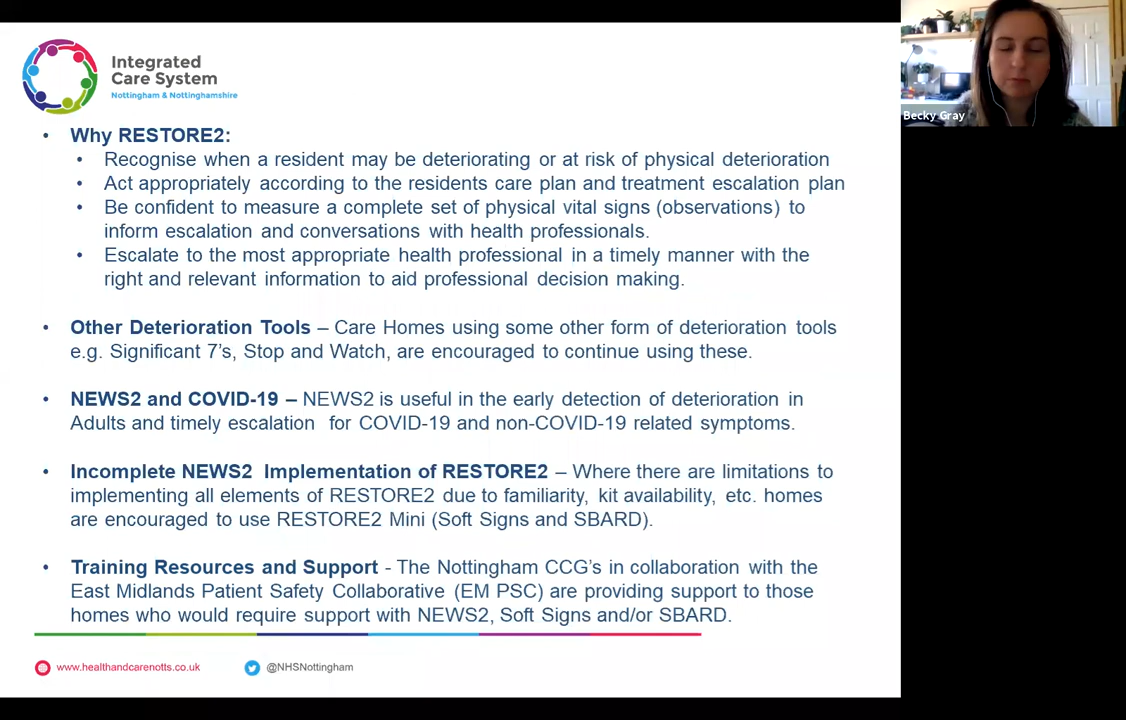 Integrated
Care System
Nottingham & Nottinghamshire
Becky Gray
• Why RESTORE2:
• Recognise when a resident may be deteriorating or at risk of physical deterioration
• Act appropriately according to the residents care plan and treatment escalation plan
• Be confident to measure a complete set of physical vital signs (observations) to
inform escalation and conversations with health professionals.
• Escalate to the most appropriate health professional in a timely manner with the
right and relevant information to aid professional decision making.
• Other Deterioration Tools – Care Homes using some other form of deterioration tools
e.g. Significant 7's, Stop and Watch, are encouraged to continue using these.
• NEWS2 and COVID-19 – NEWS2 is useful in the early detection of deterioration in
Adults and timely escalation for COVID-19 and non-COVID-19 related symptoms.
• Incomplete NEWS2 Implementation of RESTORE2 – Where there are limitations to
implementing all elements of RESTORE2 due to familiarity, kit availability, etc. homes
are encouraged to use RESTORE2 Mini (Soft Signs and SBARD).
• Training Resources and Support - The Nottingham CCG's in collaboration with the
East Midlands Patient Safety Collaborative (EM PSC) are providing support to those
homes who would require support with NEWS2, Soft Signs and/or SBARD.
www.healthandcarenotts.co.uk
@NHSNottingham